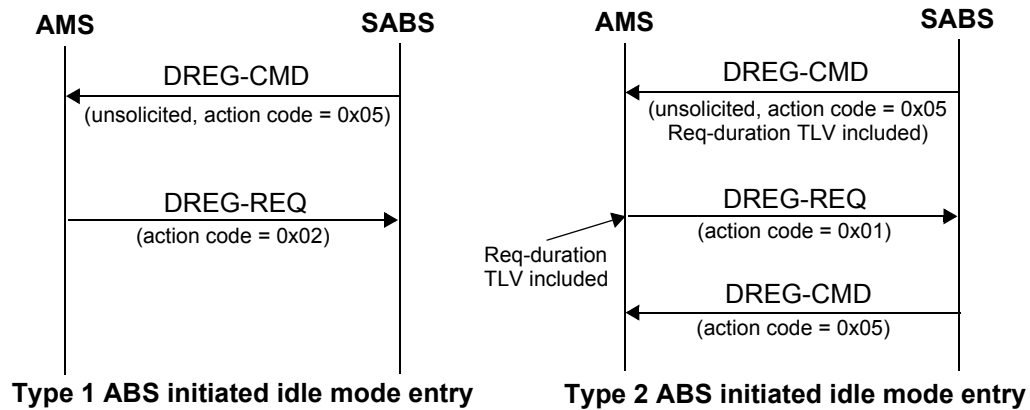 AMS
SABS
DREG-CMD
(unsolicited, action code = 0x05)
DREG-REQ
(action code = 0x02)
Type 1 ABS initiated idle mode entry
AMS
SABS
DREG-CMD
(unsolicited, action code = 0x05
Req-duration TLV included)
DREG-REQ
(action code = 0x01)
Req-duration
TLV included
DREG-CMD
(action code = 0x05)
Type 2 ABS initiated idle mode entry